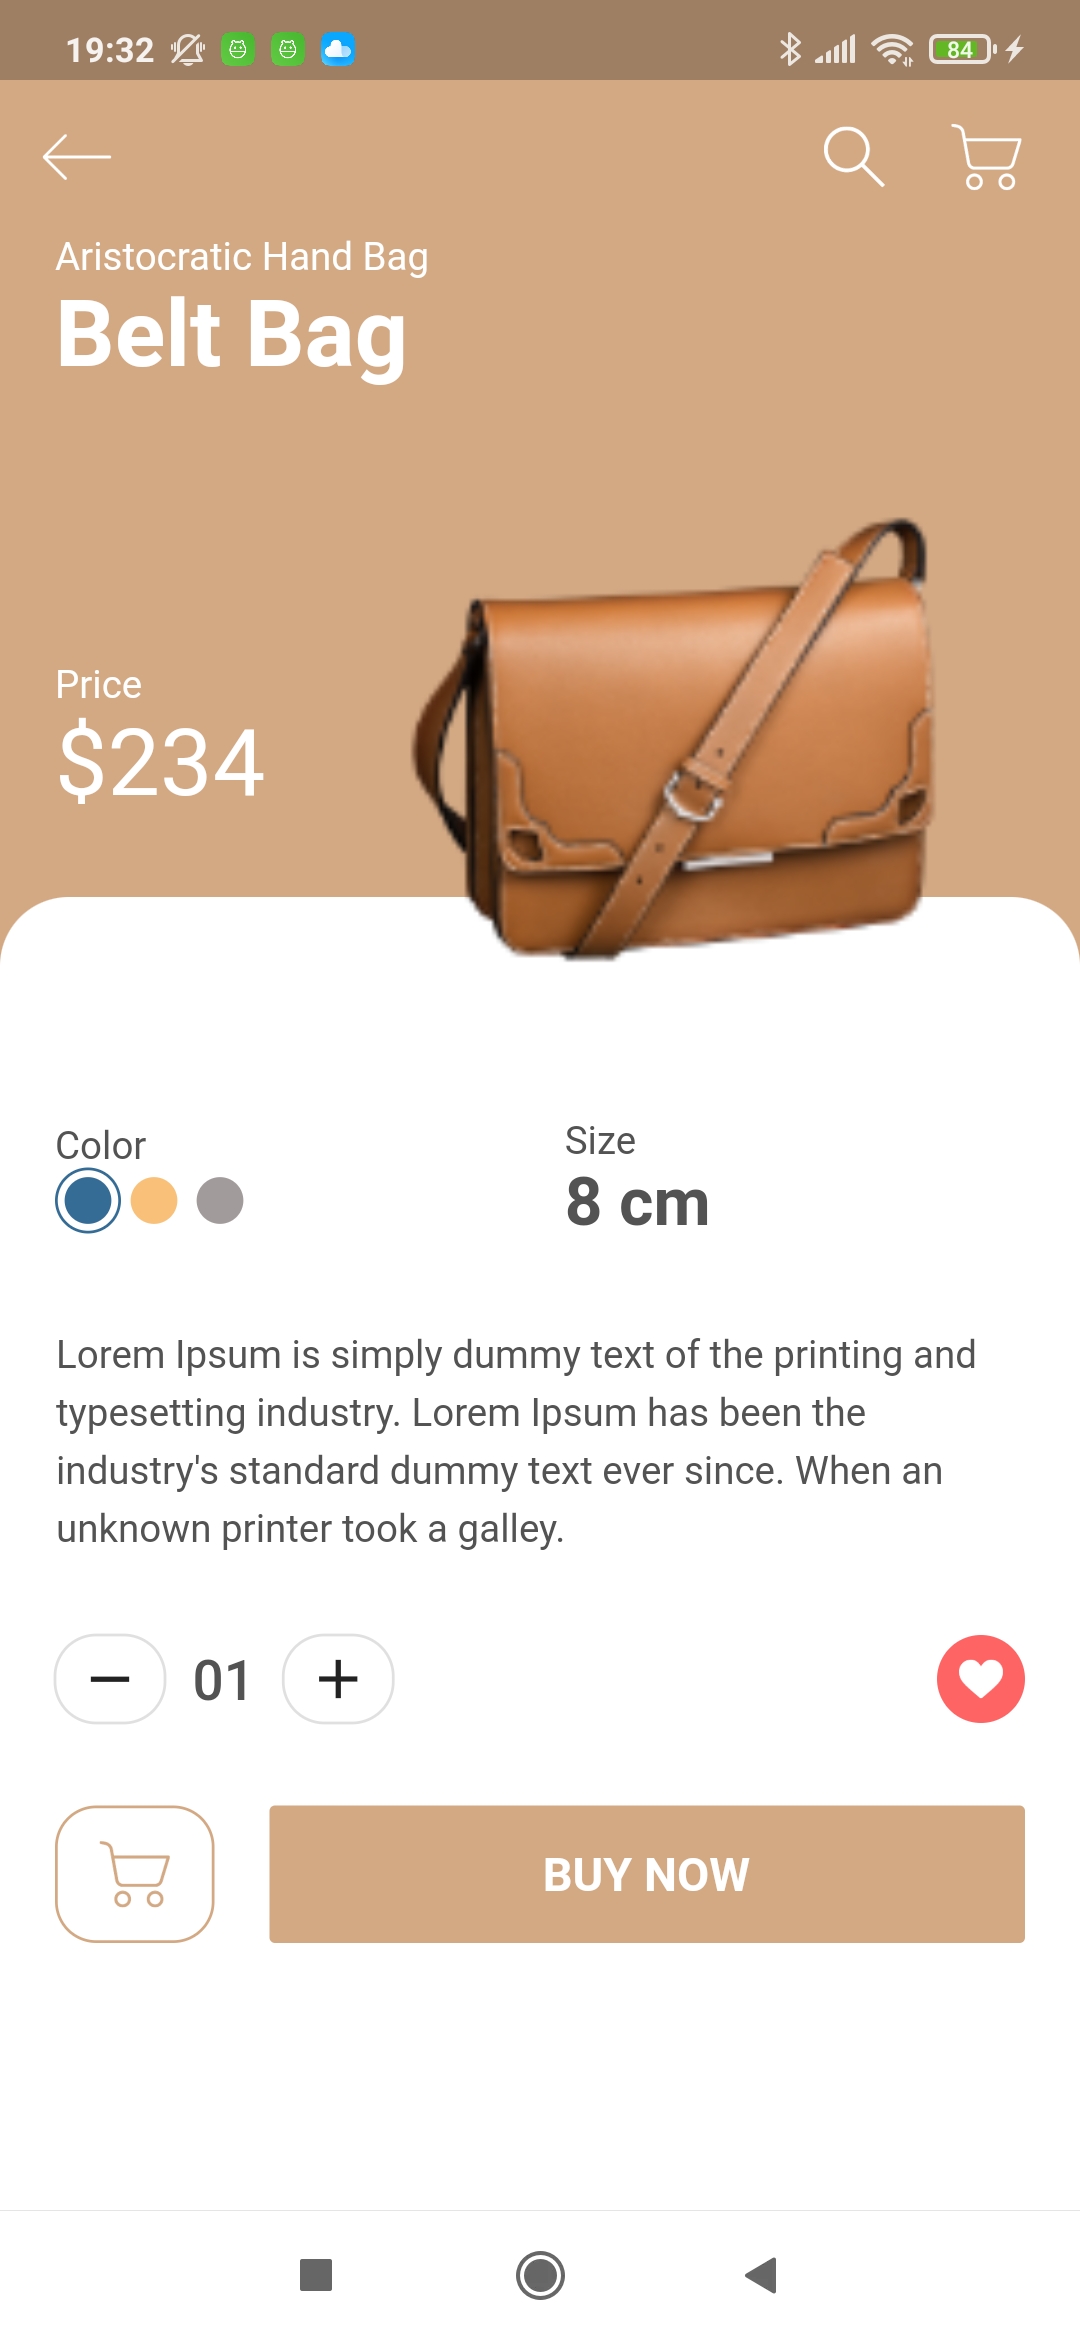 19:32
84
Aristocratic Hand Bag
Belt Bag
Price
$234
Color
Size
8 cm
Lorem Ipsum is simply dummy text of the printing and
typesetting industry. Lorem Ipsum has been the
industry's standard dummy text ever since. When an
unknown printer took a galley.
01
BUY NOW